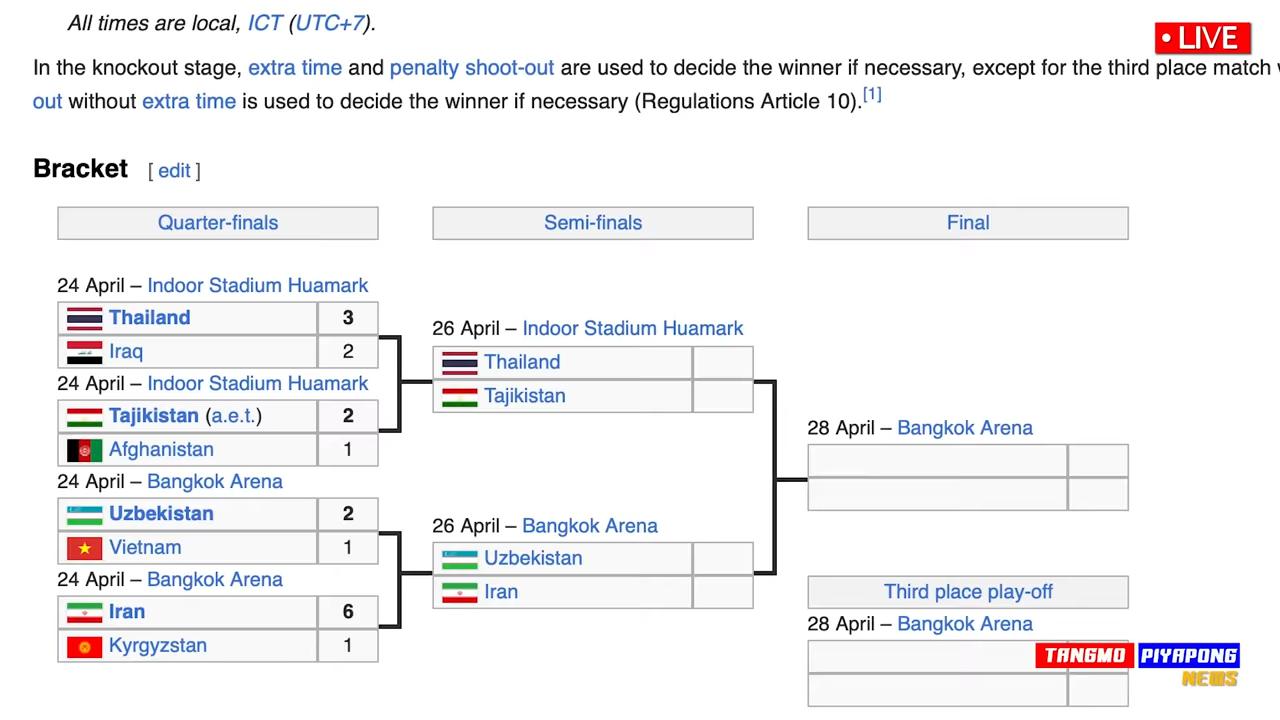 All times are local, ICT (UTC+7).
• LIVE
In the knockout stage, extra time and penalty shoot-out are used to decide the winner if necessary, except for the third place match
out without extra time is used to decide the winner if necessary (Regulations Article 10).[1]
Bracket [ edit ]
Quarter-finals Semi-finals Final
24 April – Indoor Stadium Huamark
Thailand 3
Iraq 2
24 April – Indoor Stadium Huamark
Tajikistan (a.e.t.) 2
Afghanistan 1
24 April – Bangkok Arena
Uzbekistan 2
Vietnam 1
24 April – Bangkok Arena
Iran 6
Kyrgyzstan 1
26 April – Indoor Stadium Huamark
Thailand
Tajikistan
26 April – Bangkok Arena
Uzbekistan
Iran
28 April – Bangkok Arena
Third place play-off
28 April – Bangkok Arena
TANGMO PIYAPONG
NEWS